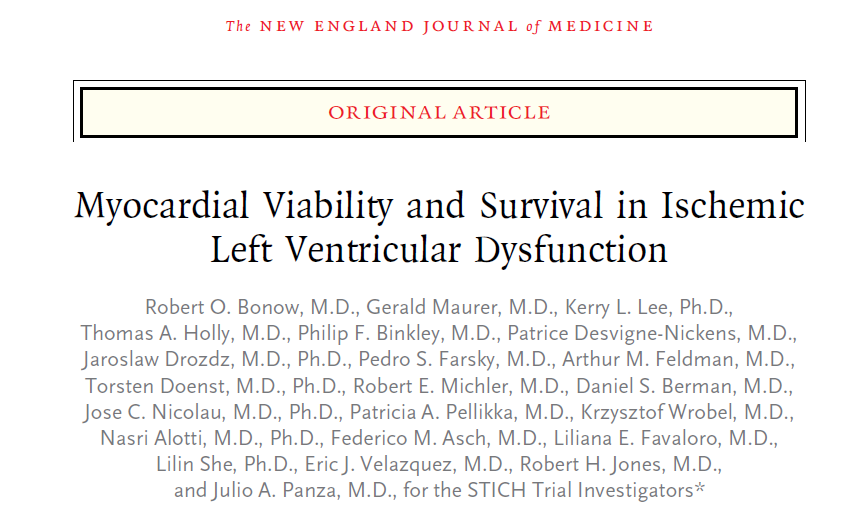 The NEW ENGLAND JOURNAL of MEDICINE
ORIGINAL ARTICLE
Myocardial Viability and Survival in Ischemic
Left Ventricular Dysfunction
Robert O. Bonow, M.D., Gerald Maurer, M.D., Kerry L. Lee, Ph.D.,
Thomas A. Holly, M.D., Philip F. Binkley, M.D., Patrice Desvigne-Nickens, M.D.,
Jaroslaw Drozdz, M.D., Ph.D., Pedro S. Farsky, M.D., Arthur M. Feldman, M.D.,
Torsten Doenst, M.D., Ph.D., Robert E. Michler, M.D., Daniel S. Berman, M.D.,
Jose C. Nicolau, M.D., Ph.D., Patricia A. Pellikka, M.D., Krzysztof Wrobel, M.D.,
Nasri Alotti, M.D., Ph.D., Federico M. Asch, M.D., Liliana E. Favaloro, M.D.,
Lilin She, Ph.D., Eric J. Velazquez, M.D., Robert H. Jones, M.D.,
and Julio A. Panza, M.D., for the STICH Trial Investigators*